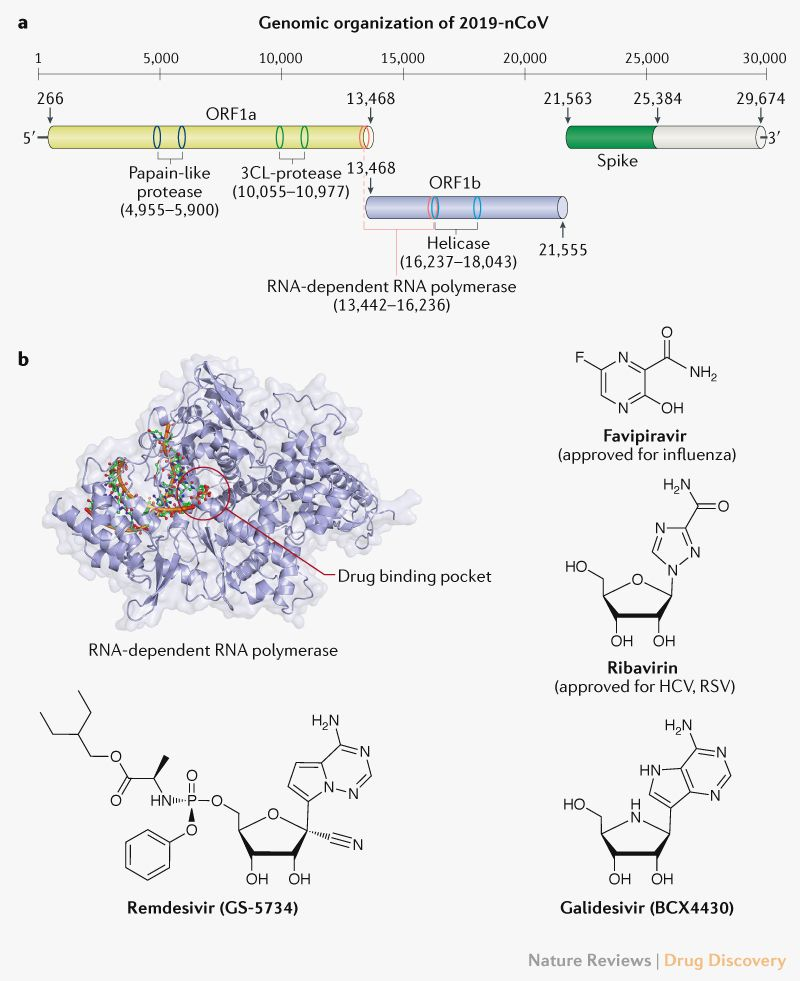 a
Genomic organization of 2019-nCoV
1 5,000 10,000 15,000 20,000 25,000 30,000
266 13,468 21,563 25,384 29,674
ORF1a
5′ 3′
Spike
Papain-like
protease
(4,955–5,900)
3CL-protease
(10,055–10,977)
13,468
ORF1b
21,555
Helicase
(16,237–18,043)
RNA-dependent RNA polymerase
(13,442–16,236)
b
Drug binding pocket
RNA-dependent RNA polymerase
O
F N
NH2
N OH
Favipiravir
(approved for influenza)
H2N
O
N
N
N
HO
O
OH OH
Ribavirin
(approved for HCV, RSV)
H2N
N
N
N
O
O
O
HN P O
O
O
N
OH OH
Remdesivir (GS-5734)
H2N
HN N
N
HO
H
N
OH OH
Galidesivir (BCX4430)
Nature Reviews | Drug Discovery